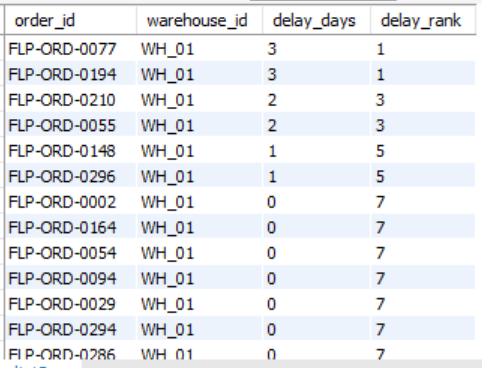 order_id warehouse_id delay_days delay_rank
FLP-ORD-0077 WH_01 3 1
FLP-ORD-0194 WH_01 3 1
FLP-ORD-0210 WH_01 2 3
FLP-ORD-0055 WH_01 2 3
FLP-ORD-0148 WH_01 1 5
FLP-ORD-0296 WH_01 1 5
FLP-ORD-0002 WH_01 0 7
FLP-ORD-0164 WH_01 0 7
FLP-ORD-0054 WH_01 0 7
FLP-ORD-0094 WH_01 0 7
FLP-ORD-0029 WH_01 0 7
FLP-ORD-0294 WH_01 0 7
FLP-ORD-0286 WH_01 0 7